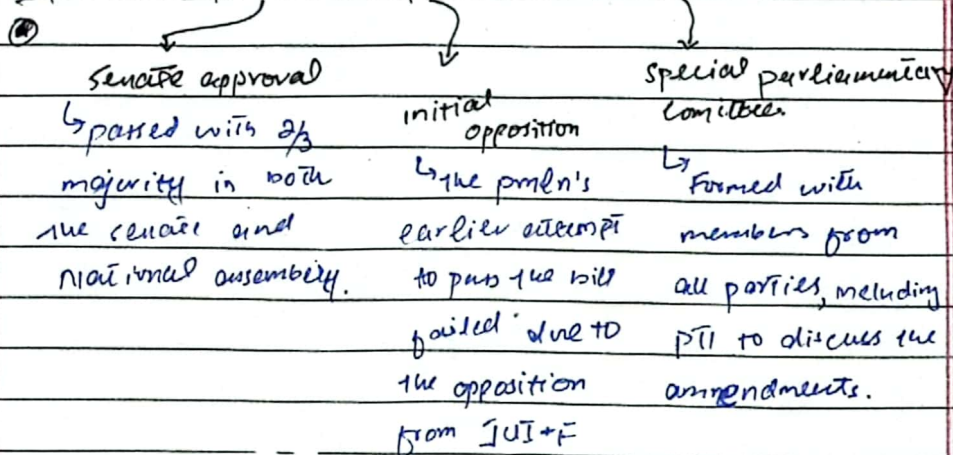 Senate approval
↳ passed with 2/3
majority in both
the senate and
National assembly.
initial
opposition
↳ the pmln's
earlier attempt
to pass the bill
failed due to
the opposition
from JUI+F
special parliamentary
Comittee.
↳ Formed with
members from
all parties, including
PTI to discuss the
ammendments.